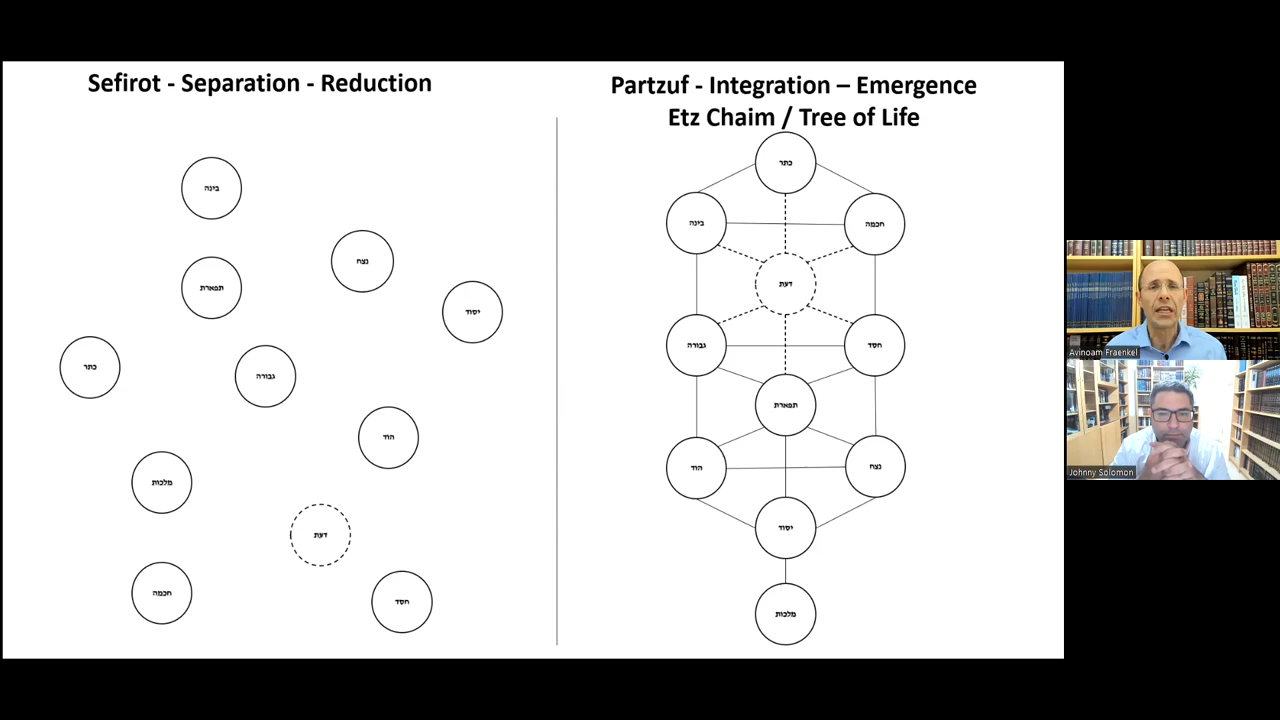 Sefirot - Separation - Reduction
בינה
נצח
תפארת
יסוד
כתר
גבורה
הוד
מלכות
דעת
חכמה
חסד
Partzuf - Integration – Emergence
Etz Chaim / Tree of Life
כתר
בינה
חכמה
דעת
גבורה
חסד
תפארת
הוד
נצח
יסוד
מלכות
Avinoam Fraenkel
Johnny Solomon